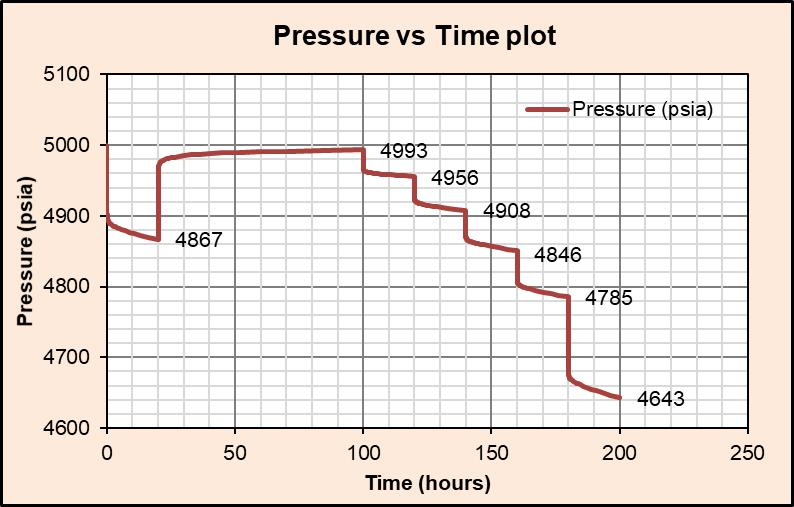 Pressure vs Time plot
5100
5000
4900
4800
4700
4600
Pressure (psia)
Pressure (psia)
4993
4956
4908
4867
4846
4785
4643
0 50 100 150 200 250
Time (hours)